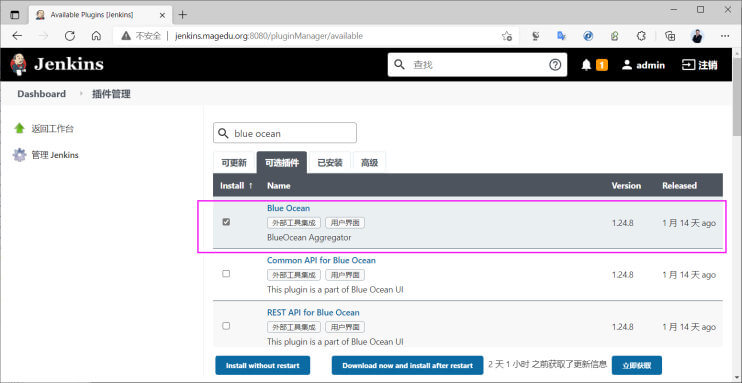 Available Plugins [Jenkins]
不安全 | jenkins.magedu.org:8080/pluginManager/available
Jenkins
查找
1
admin
注销
Dashboard
插件管理
返回工作台
管理 Jenkins
blue ocean
可更新 可选插件 已安装 高级
Install ↑ Name Version Released
Blue Ocean
外部工具集成 用户界面
1.24.8 1 月 14 天 ago
BlueOcean Aggregator
Common API for Blue Ocean
外部工具集成 用户界面
1.24.8 1 月 14 天 ago
This plugin is a part of Blue Ocean UI
REST API for Blue Ocean
外部工具集成 用户界面
1.24.8 1 月 14 天 ago
This plugin is a part of Blue Ocean UI
Install without restart Download now and install after restart 2 天 1 小时 之前获取了更新信息 立即获取